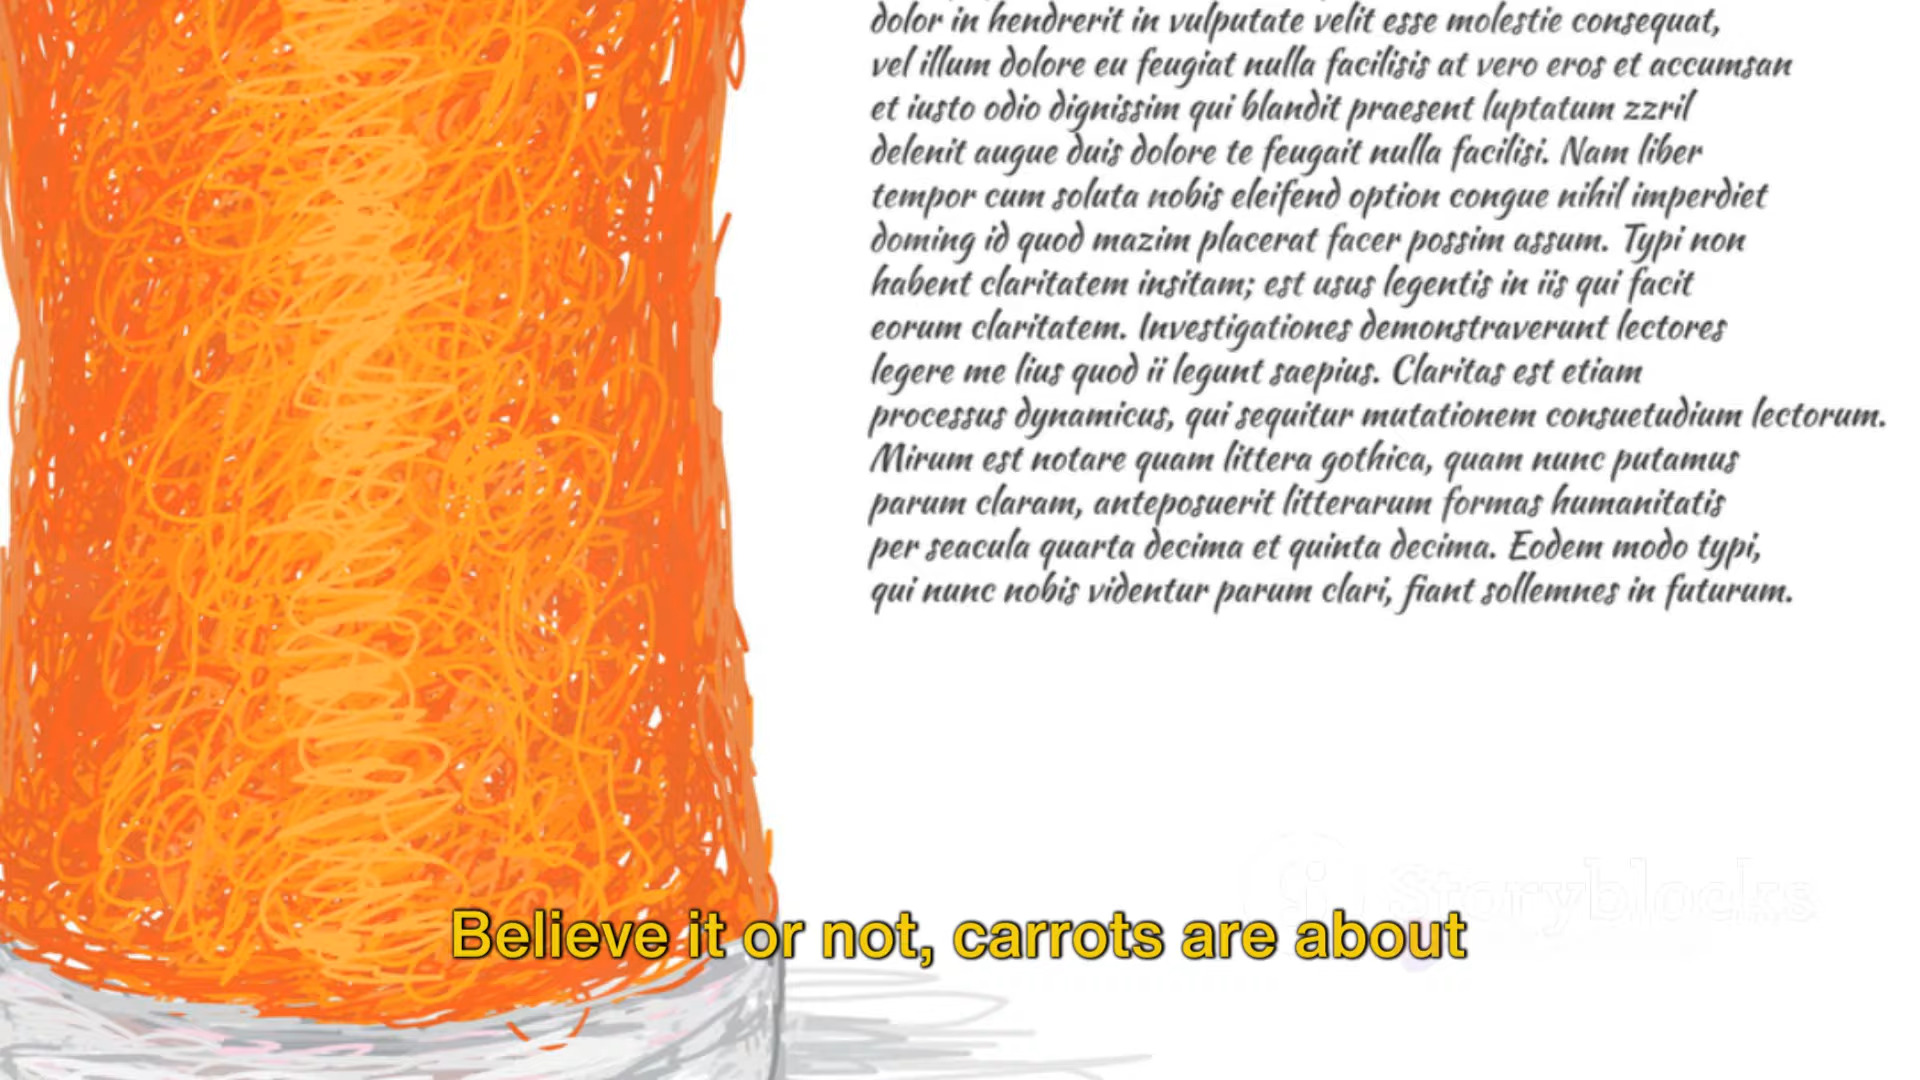 dolor in hendrerit in vulputate velit esse molestie consequat,
vel illum dolore eu feugiat nulla facilisis at vero eros et accumsan
et iusto odio dignissim qui blandit praesent luptatum zzril
delenit augue duis dolore te feugait nulla facilisi. Nam liber
tempor cum soluta nobis eleifend option congue nihil imperdiet
doming id quod mazim placerat facer possim assum. Typi non
habent claritatem insitam; est usus legentis in iis qui facit
eorum claritatem. Investigationes demonstraverunt lectores
legere me lius quod ii legunt saepius. Claritas est etiam
processus dynamicus, qui sequitur mutationem consuetudium lectorum.
Mirum est notare quam littera gothica, quam nunc putamus
parum claram, anteposuerit litterarum formas humanitatis
per seacula quarta decima et quinta decima. Eodem modo typi,
qui nunc nobis videntur parum clari, fiant sollemnes in futurum.
Storyblocks
Believe it or not, carrots are about